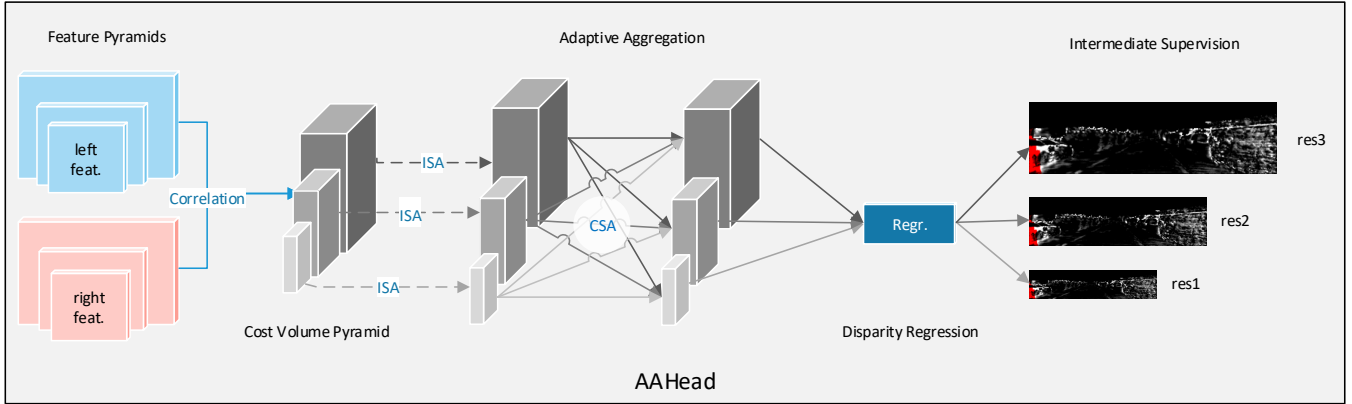 Feature Pyramids
Adaptive Aggregation
Intermediate Supervision
left
feat.
Correlation
right
feat.
ISA
ISA
ISA
CSA
Regr.
res3
res2
res1
Cost Volume Pyramid
Disparity Regression
AAHead